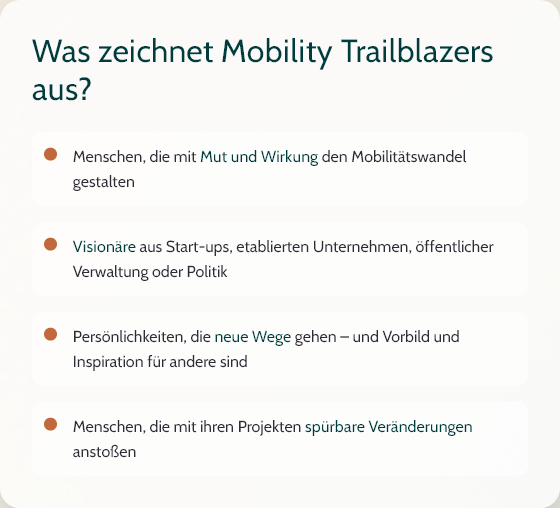 Was zeichnet Mobility Trailblazers
aus?
Menschen, die mit Mut und Wirkung den Mobilitätswandel
gestalten
Visionäre aus Start-ups, etablierten Unternehmen, öffentlicher
Verwaltung oder Politik
Persönlichkeiten, die neue Wege gehen – und Vorbild und
Inspiration für andere sind
Menschen, die mit ihren Projekten spürbare Veränderungen
anstoßen